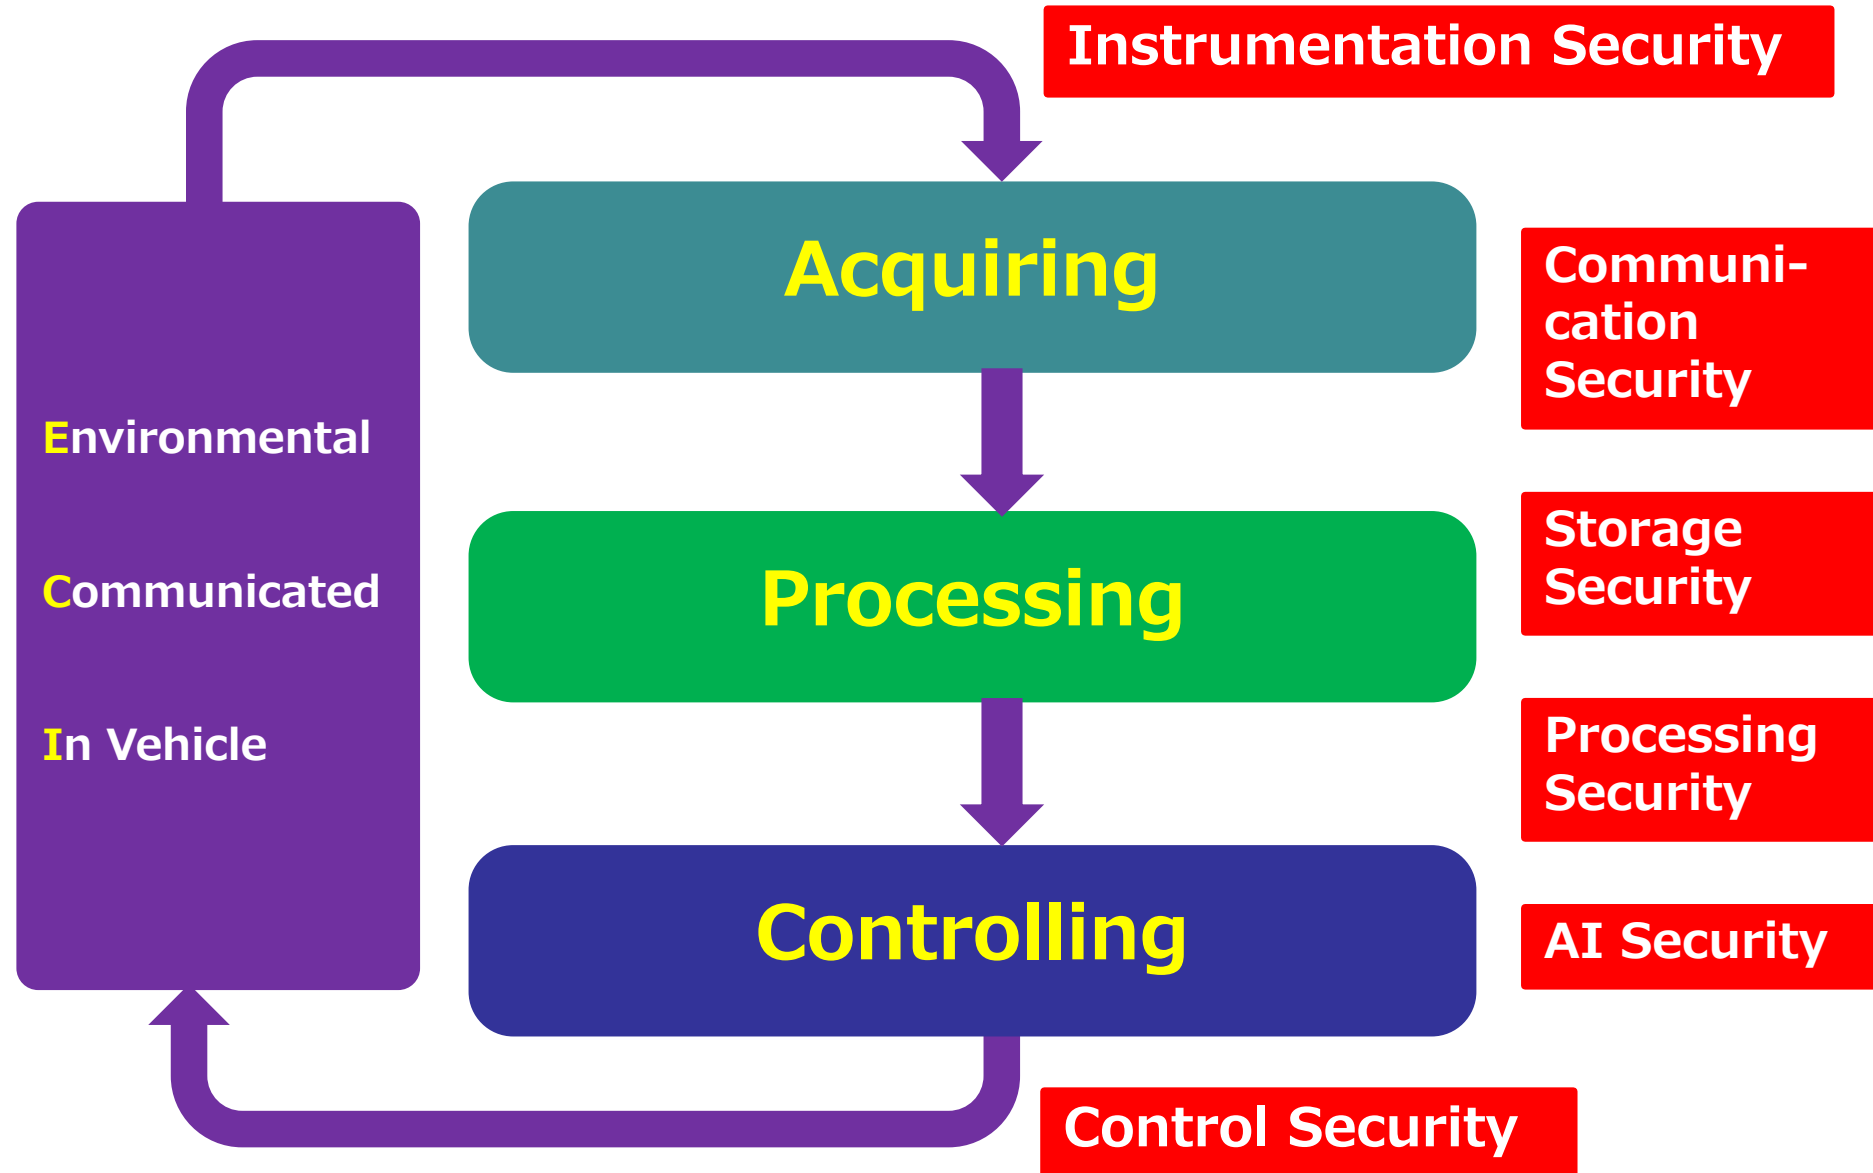 Instrumentation Security
Acquiring
Communi-
cation
Security
Environmental
Communicated
In Vehicle
Processing
Storage
Security
Processing
Security
Controlling
AI Security
Control Security